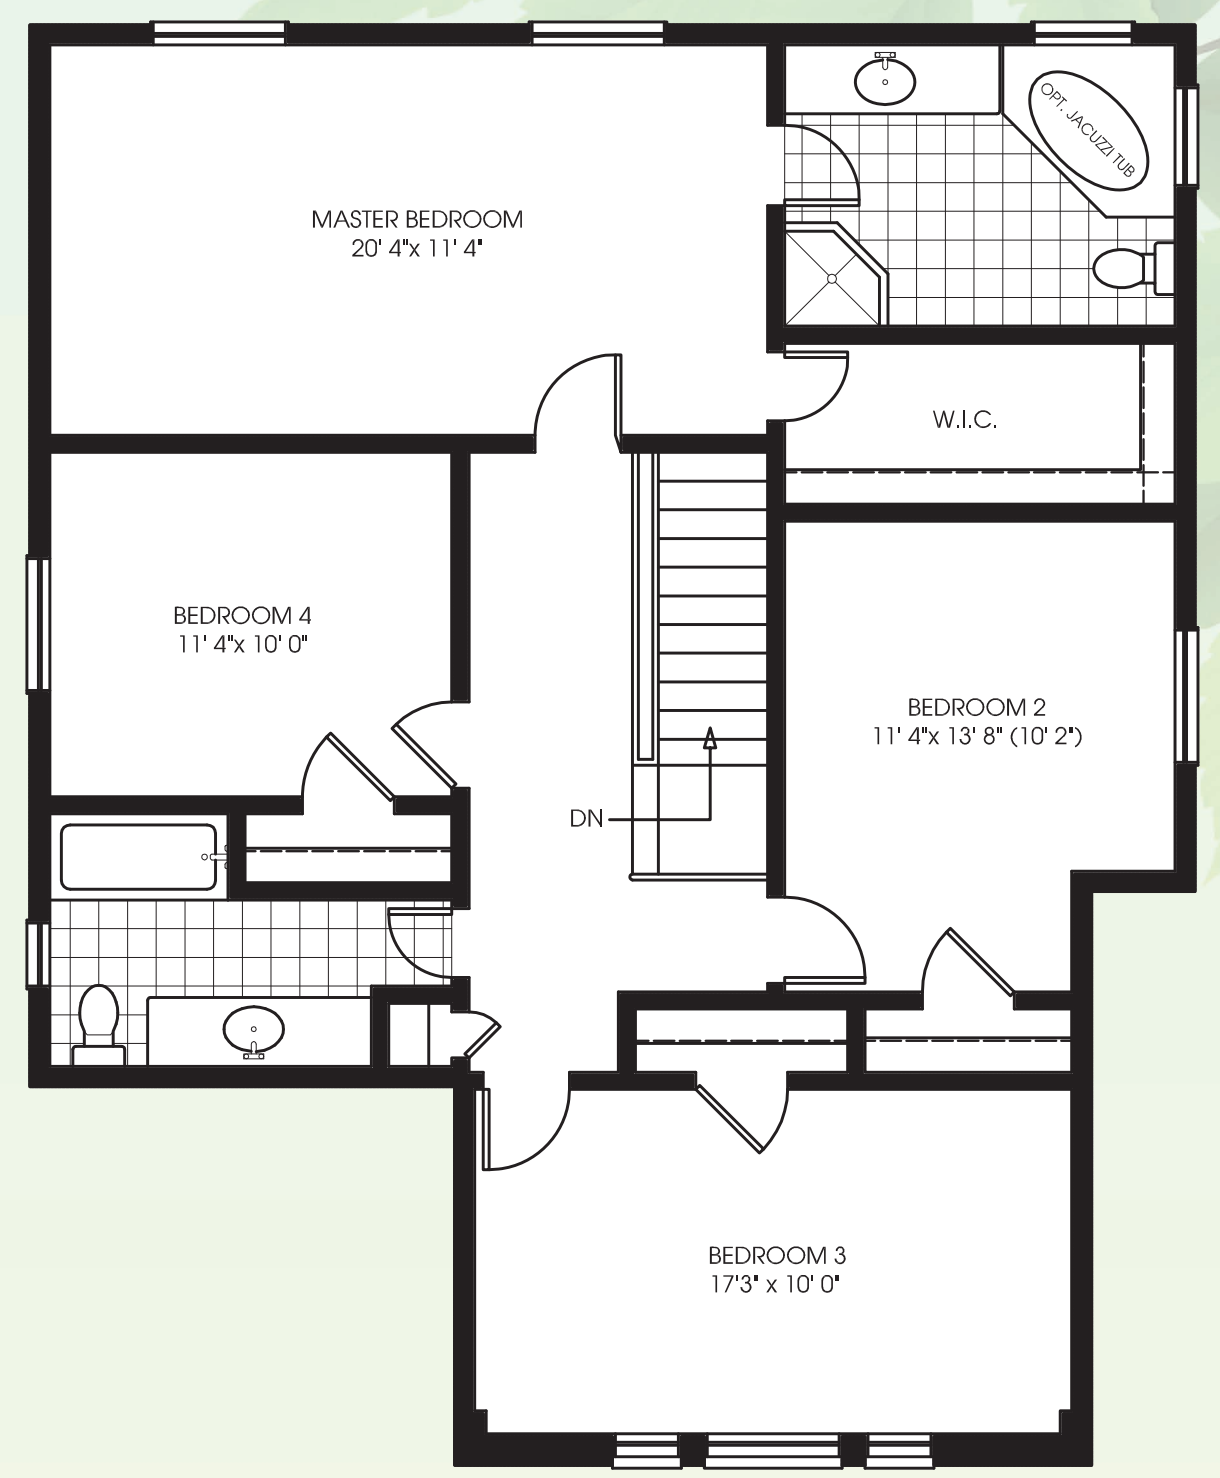 OPT. JACUZZI TUB
MASTER BEDROOM
20' 4"x 11' 4"
W.I.C.
BEDROOM 4
11' 4"x 10' 0"
BEDROOM 2
11' 4"x 13' 8" (10' 2")
DN
BEDROOM 3
17'3" x 10' 0"